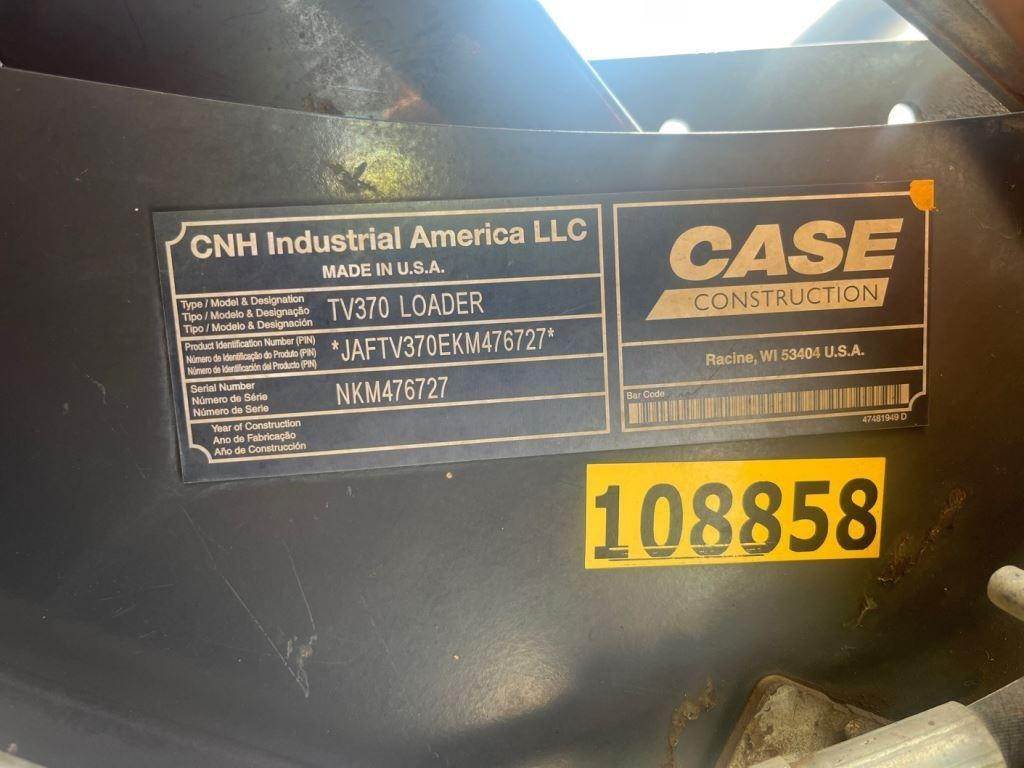 CNH Industrial America LLC
MADE IN U.S.A.
Type / Model & Designation
Tipo / Modelo & Designação
Tipo / Modelo & Designación
TV370 LOADER
Product Identification Number (PIN)
Número de Identificação do Produto (PIN)
Número de Identificación del Producto (PIN)
*JAFTV370EKM476727*
Serial Number
Número de Série
Número de Serie
NKM476727
Year of Construction
Ano de Fabricação
Año de Construcción
CASE
CONSTRUCTION
Racine, WI 53404 U.S.A.
Bar Code
47481949 D
108858